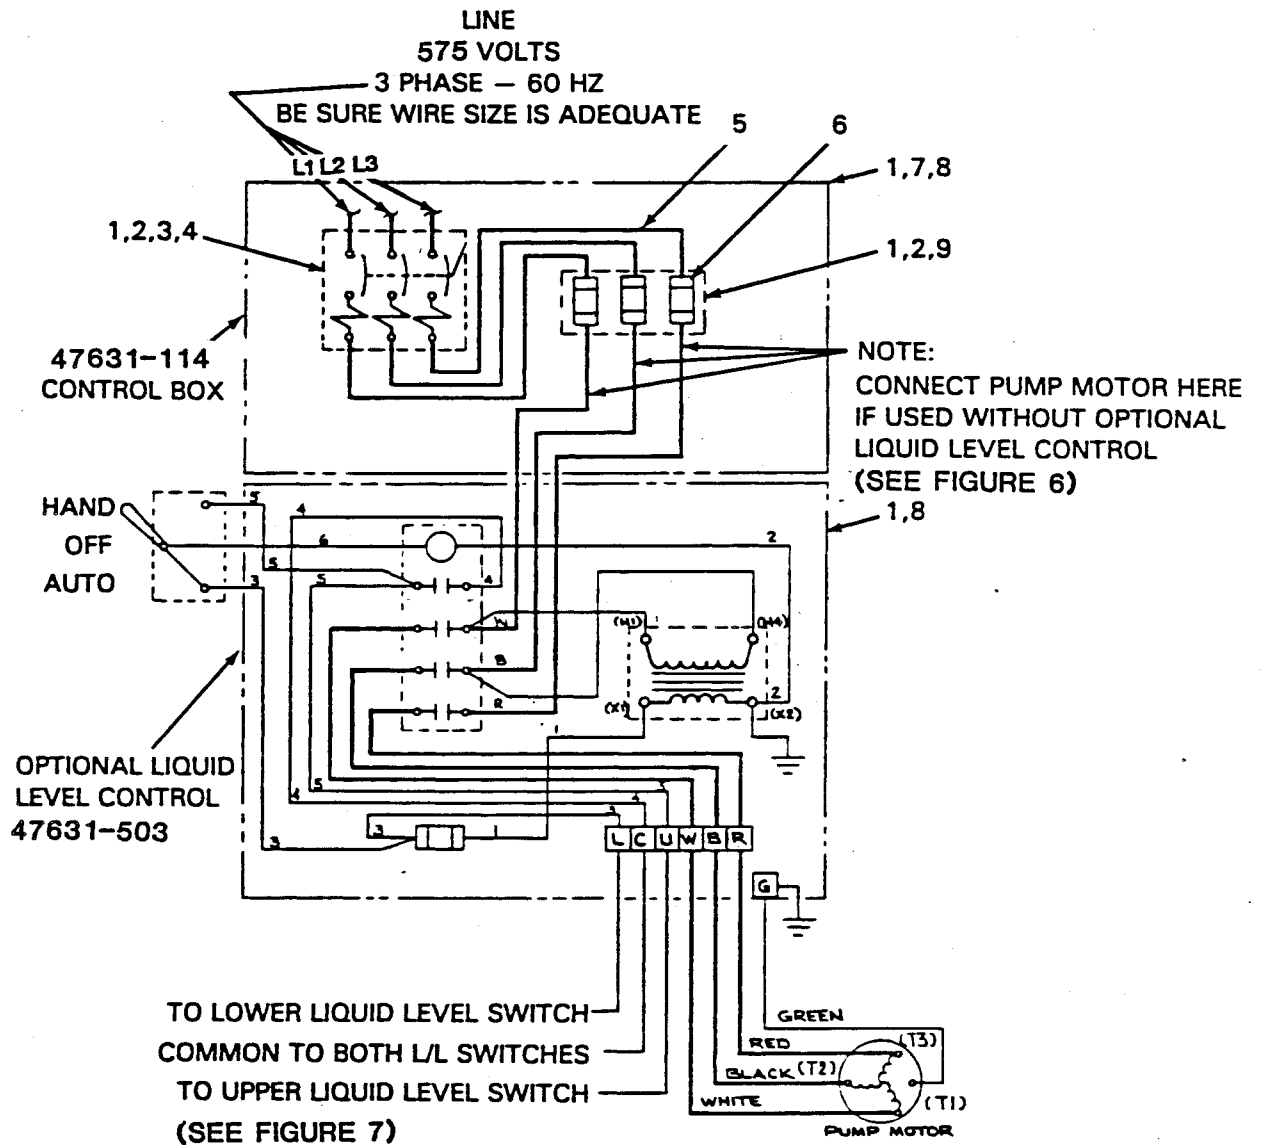 LINE
575 VOLTS
3 PHASE — 60 HZ
BE SURE WIRE SIZE IS ADEQUATE
L1 L2 L3
5
6
1,7,8
1,2,3,4
1,2,9
47631-114
CONTROL BOX
NOTE:
CONNECT PUMP MOTOR HERE
IF USED WITHOUT OPTIONAL
LIQUID LEVEL CONTROL
(SEE FIGURE 6)
1,8
HAND
OFF
AUTO
5
4
6
2
5
3
5
4
W
(H1)
(H4)
B
R
(X1)
2
(X2)
OPTIONAL LIQUID
LEVEL CONTROL
47631-503
5
4
5
4
3
3
3
1
L C U W B R
G
TO LOWER LIQUID LEVEL SWITCH
COMMON TO BOTH L/L SWITCHES
TO UPPER LIQUID LEVEL SWITCH
(SEE FIGURE 7)
GREEN
RED
(T3)
BLACK (T2)
WHITE
(T1)
PUMP MOTOR